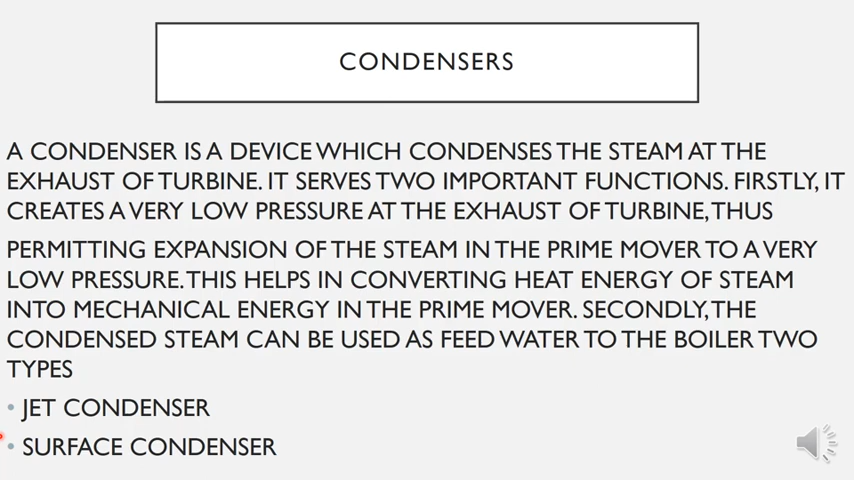 CONDENSERS
A CONDENSER IS A DEVICE WHICH CONDENSES THE STEAM AT THE
EXHAUST OF TURBINE. IT SERVES TWO IMPORTANT FUNCTIONS. FIRSTLY, IT
CREATES A VERY LOW PRESSURE AT THE EXHAUST OF TURBINE, THUS
PERMITTING EXPANSION OF THE STEAM IN THE PRIME MOVER TO A VERY
LOW PRESSURE. THIS HELPS IN CONVERTING HEAT ENERGY OF STEAM
INTO MECHANICAL ENERGY IN THE PRIME MOVER. SECONDLY, THE
CONDENSED STEAM CAN BE USED AS FEED WATER TO THE BOILER TWO
TYPES
• JET CONDENSER
• SURFACE CONDENSER